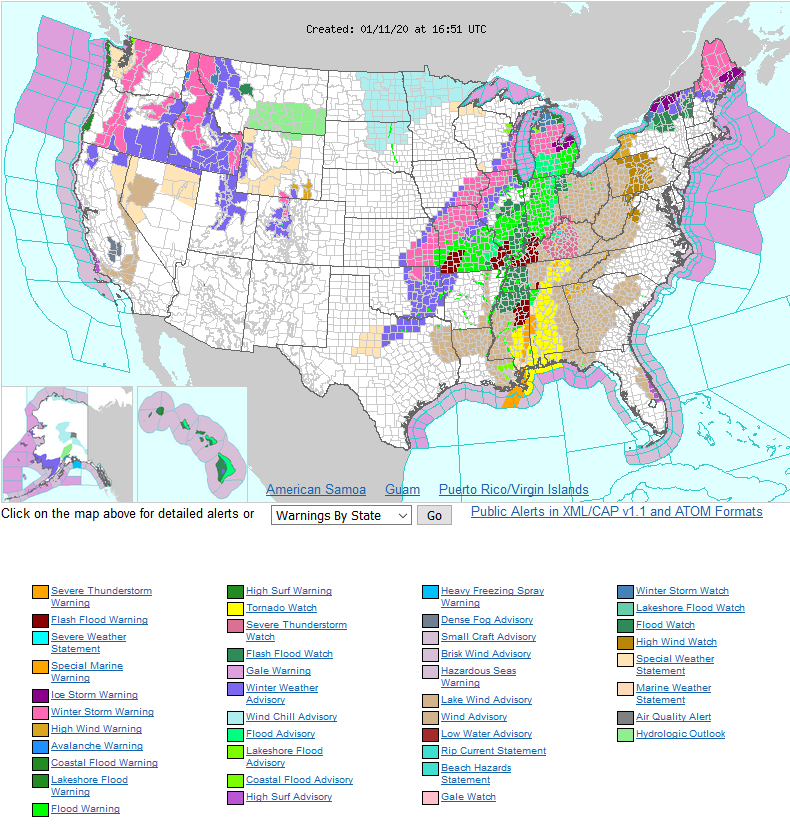 Created: 01/11/20 at 16:51 UTC
American Samoa Guam Puerto Rico/Virgin Islands
Click on the map above for detailed alerts or Warnings By State Go Public Alerts in XML/CAP v1.1 and ATOM Formats
Severe Thunderstorm
Warning
Flash Flood Warning
Severe Weather
Statement
Special Marine
Warning
Ice Storm Warning
Winter Storm Warning
High Wind Warning
Avalanche Warning
Coastal Flood Warning
Lakeshore Flood
Warning
Flood Warning
High Surf Warning
Tornado Watch
Severe Thunderstorm
Watch
Flash Flood Watch
Gale Warning
Winter Weather
Advisory
Wind Chill Advisory
Flood Advisory
Lakeshore Flood
Advisory
Coastal Flood Advisory
High Surf Advisory
Heavy Freezing Spray
Warning
Dense Fog Advisory
Small Craft Advisory
Brisk Wind Advisory
Hazardous Seas
Warning
Lake Wind Advisory
Wind Advisory
Low Water Advisory
Rip Current Statement
Beach Hazards
Statement
Gale Watch
Winter Storm Watch
Lakeshore Flood Watch
Flood Watch
High Wind Watch
Special Weather
Statement
Marine Weather
Statement
Air Quality Alert
Hydrologic Outlook